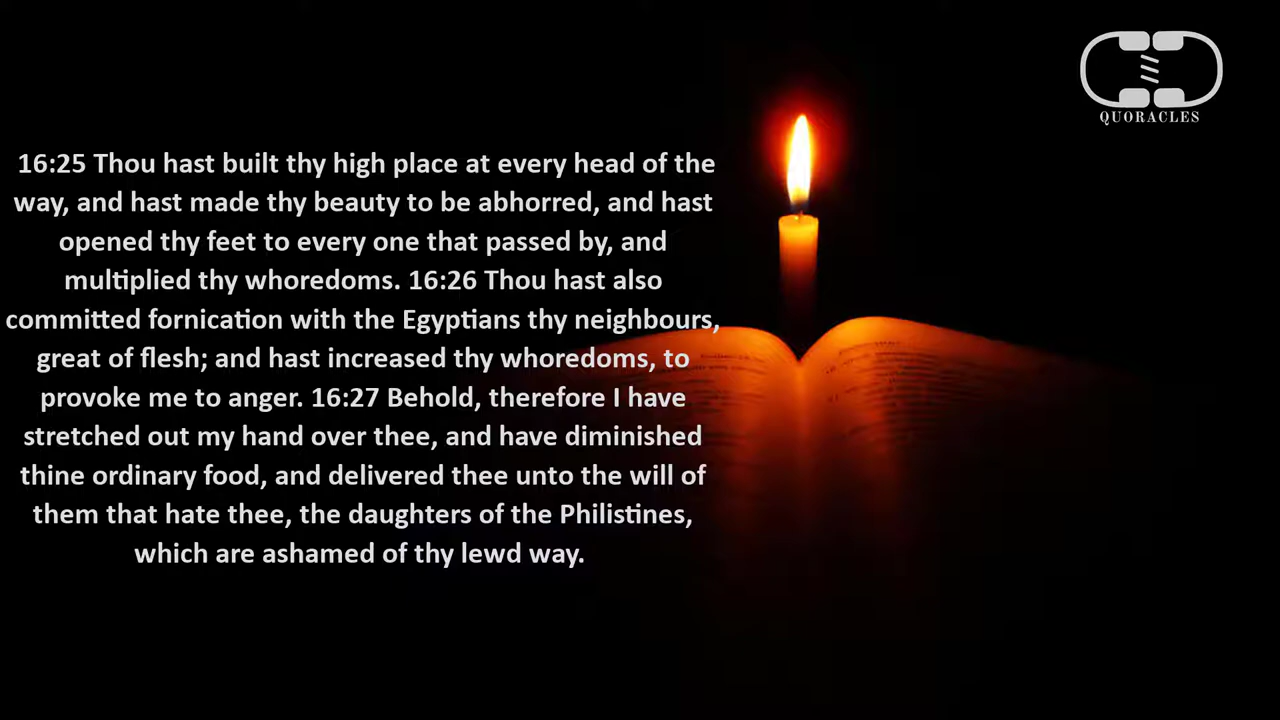 QUORACLES
16:25 Thou hast built thy high place at every head of the
way, and hast made thy beauty to be abhorred, and hast
opened thy feet to every one that passed by, and
multiplied thy whoredoms. 16:26 Thou hast also
committed fornication with the Egyptians thy neighbours,
great of flesh; and hast increased thy whoredoms, to
provoke me to anger. 16:27 Behold, therefore I have
stretched out my hand over thee, and have diminished
thine ordinary food, and delivered thee unto the will of
them that hate thee, the daughters of the Philistines,
which are ashamed of thy lewd way.